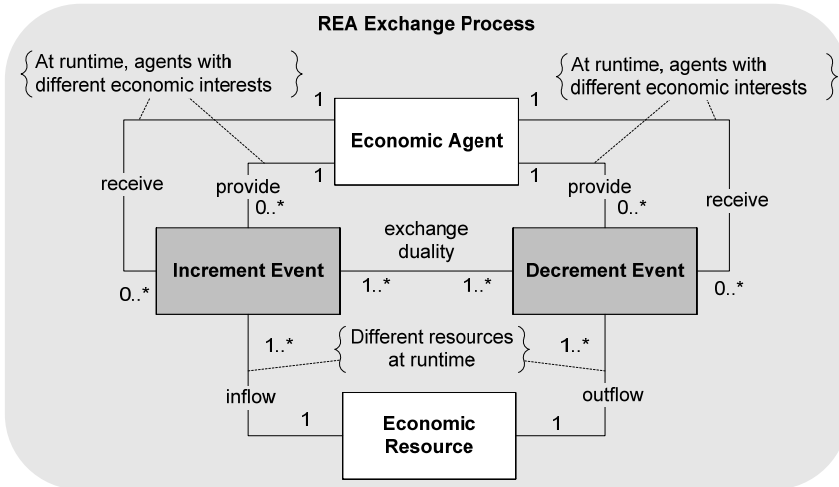 REA Exchange Process
At runtime, agents with
different economic interests
At runtime, agents with
different economic interests
1
1
Economic Agent
receive
provide
1
1
provide
receive
0..*
0..*
exchange
duality
Increment Event
Decrement Event
0..*
1..*
1..*
0..*
1..*
Different resources
at runtime
1..*
inflow
outflow
1
Economic
Resource
1